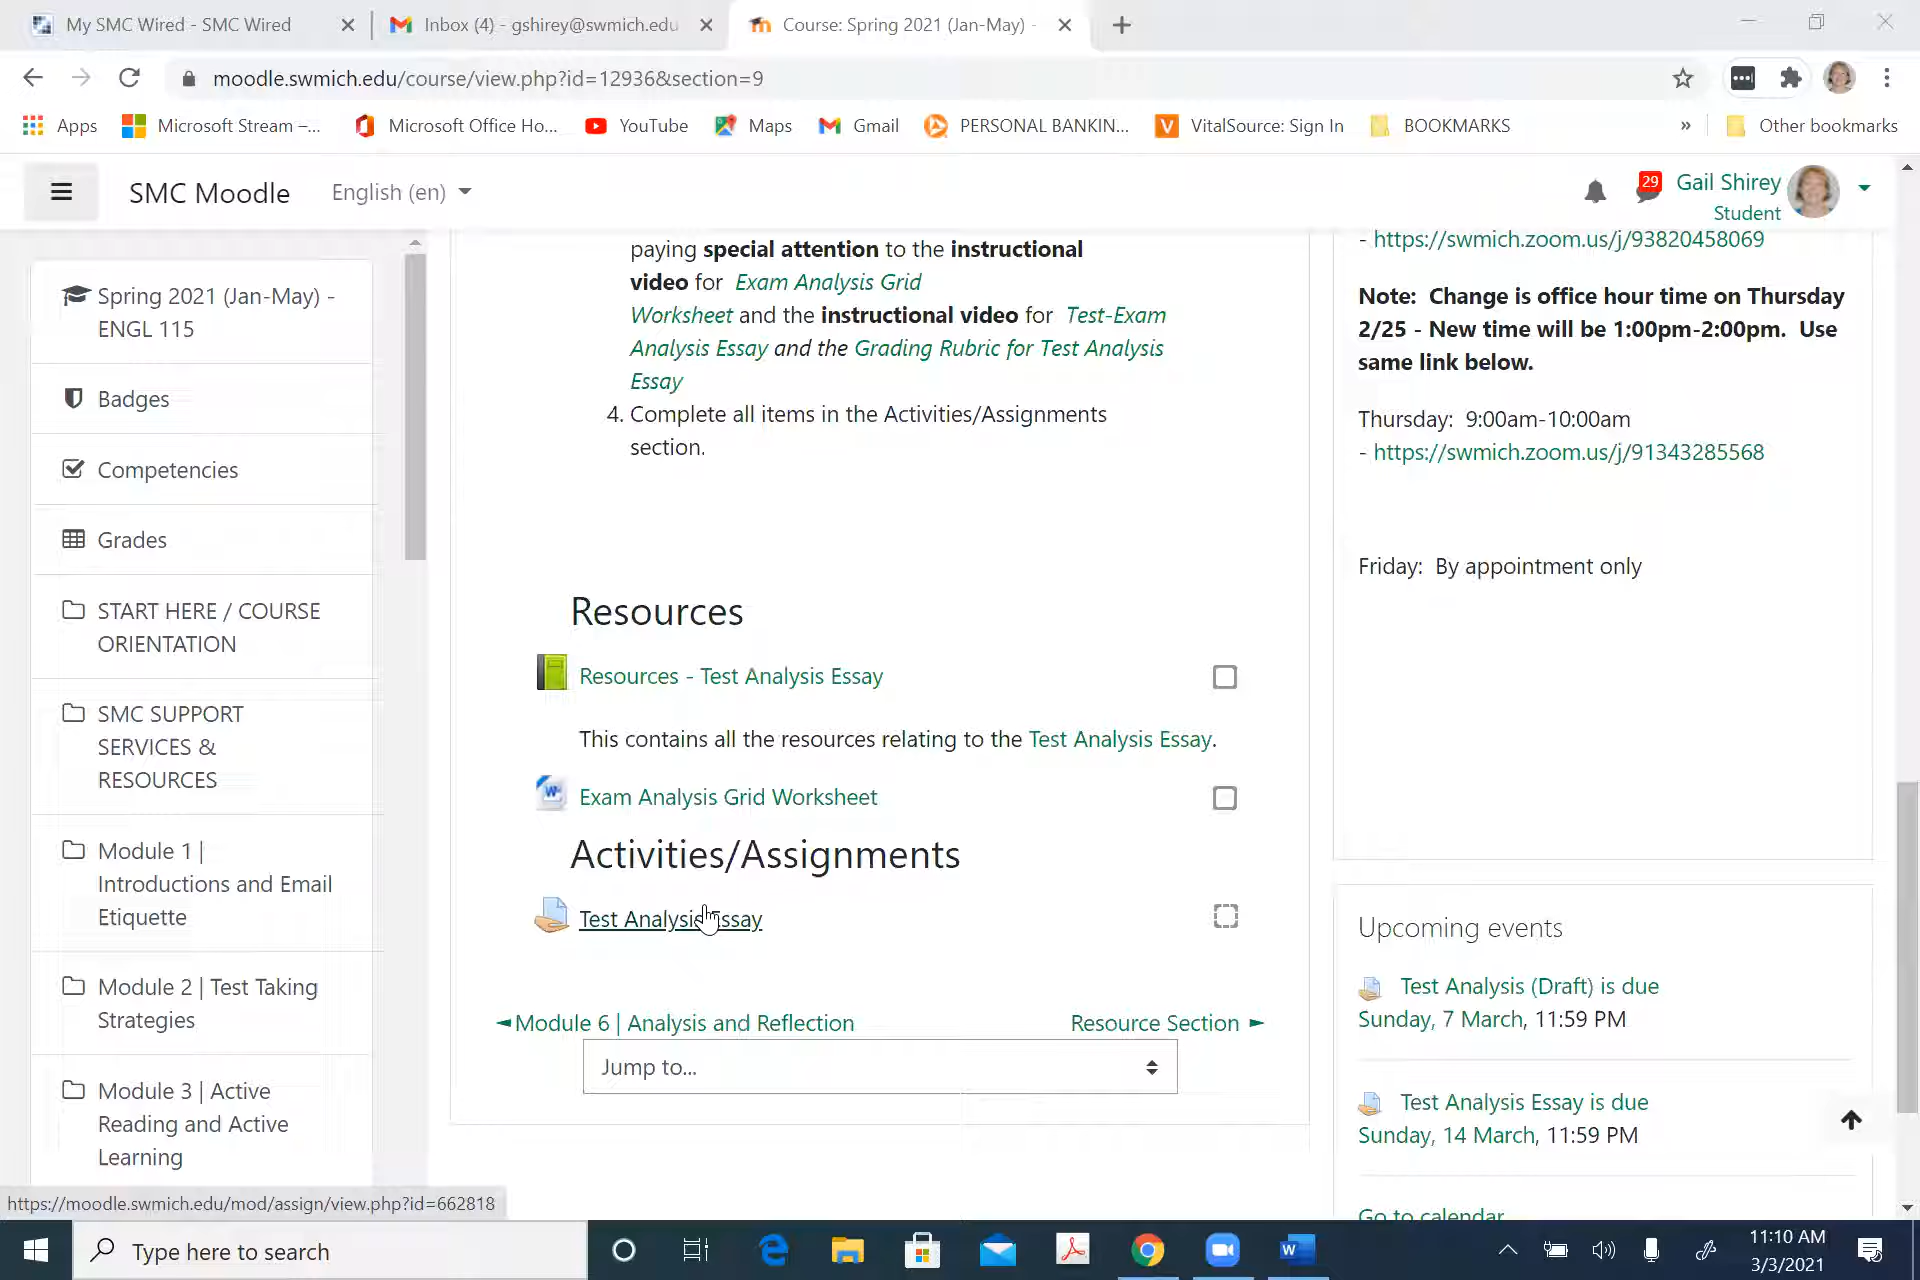 My SMC Wired - SMC Wired
Inbox (4) - gshirey@swmich.edu
Course: Spring 2021 (Jan-May) -
moodle.swmich.edu/course/view.php?id=12936&section=9
Apps
Microsoft Stream –...
Microsoft Office Ho...
YouTube
Maps
Gmail
PERSONAL BANKIN...
VitalSource: Sign In
BOOKMARKS
»
Other bookmarks
SMC Moodle
English (en)
29
Gail Shirey
Student
Spring 2021 (Jan-May) -
ENGL 115
Badges
Competencies
Grades
START HERE / COURSE
ORIENTATION
SMC SUPPORT
SERVICES &
RESOURCES
Module 1 |
Introductions and Email
Etiquette
Module 2 | Test Taking
Strategies
Module 3 | Active
Reading and Active
Learning
paying special attention to the instructional
video for Exam Analysis Grid
Worksheet and the instructional video for Test-Exam
Analysis Essay and the Grading Rubric for Test Analysis
Essay
4. Complete all items in the Activities/Assignments
section.
Resources
Resources - Test Analysis Essay
This contains all the resources relating to the Test Analysis Essay.
Exam Analysis Grid Worksheet
Activities/Assignments
Test Analysis Essay
◄Module 6 | Analysis and Reflection
Resource Section ►
Jump to...
- https://swmich.zoom.us/j/93820458069
Note: Change is office hour time on Thursday
2/25 - New time will be 1:00pm-2:00pm. Use
same link below.
Thursday: 9:00am-10:00am
- https://swmich.zoom.us/j/91343285568
Friday: By appointment only
Upcoming events
Test Analysis (Draft) is due
Sunday, 7 March, 11:59 PM
Test Analysis Essay is due
Sunday, 14 March, 11:59 PM
Go to calendar
https://moodle.swmich.edu/mod/assign/view.php?id=662818
Type here to search
11:10 AM
3/3/2021